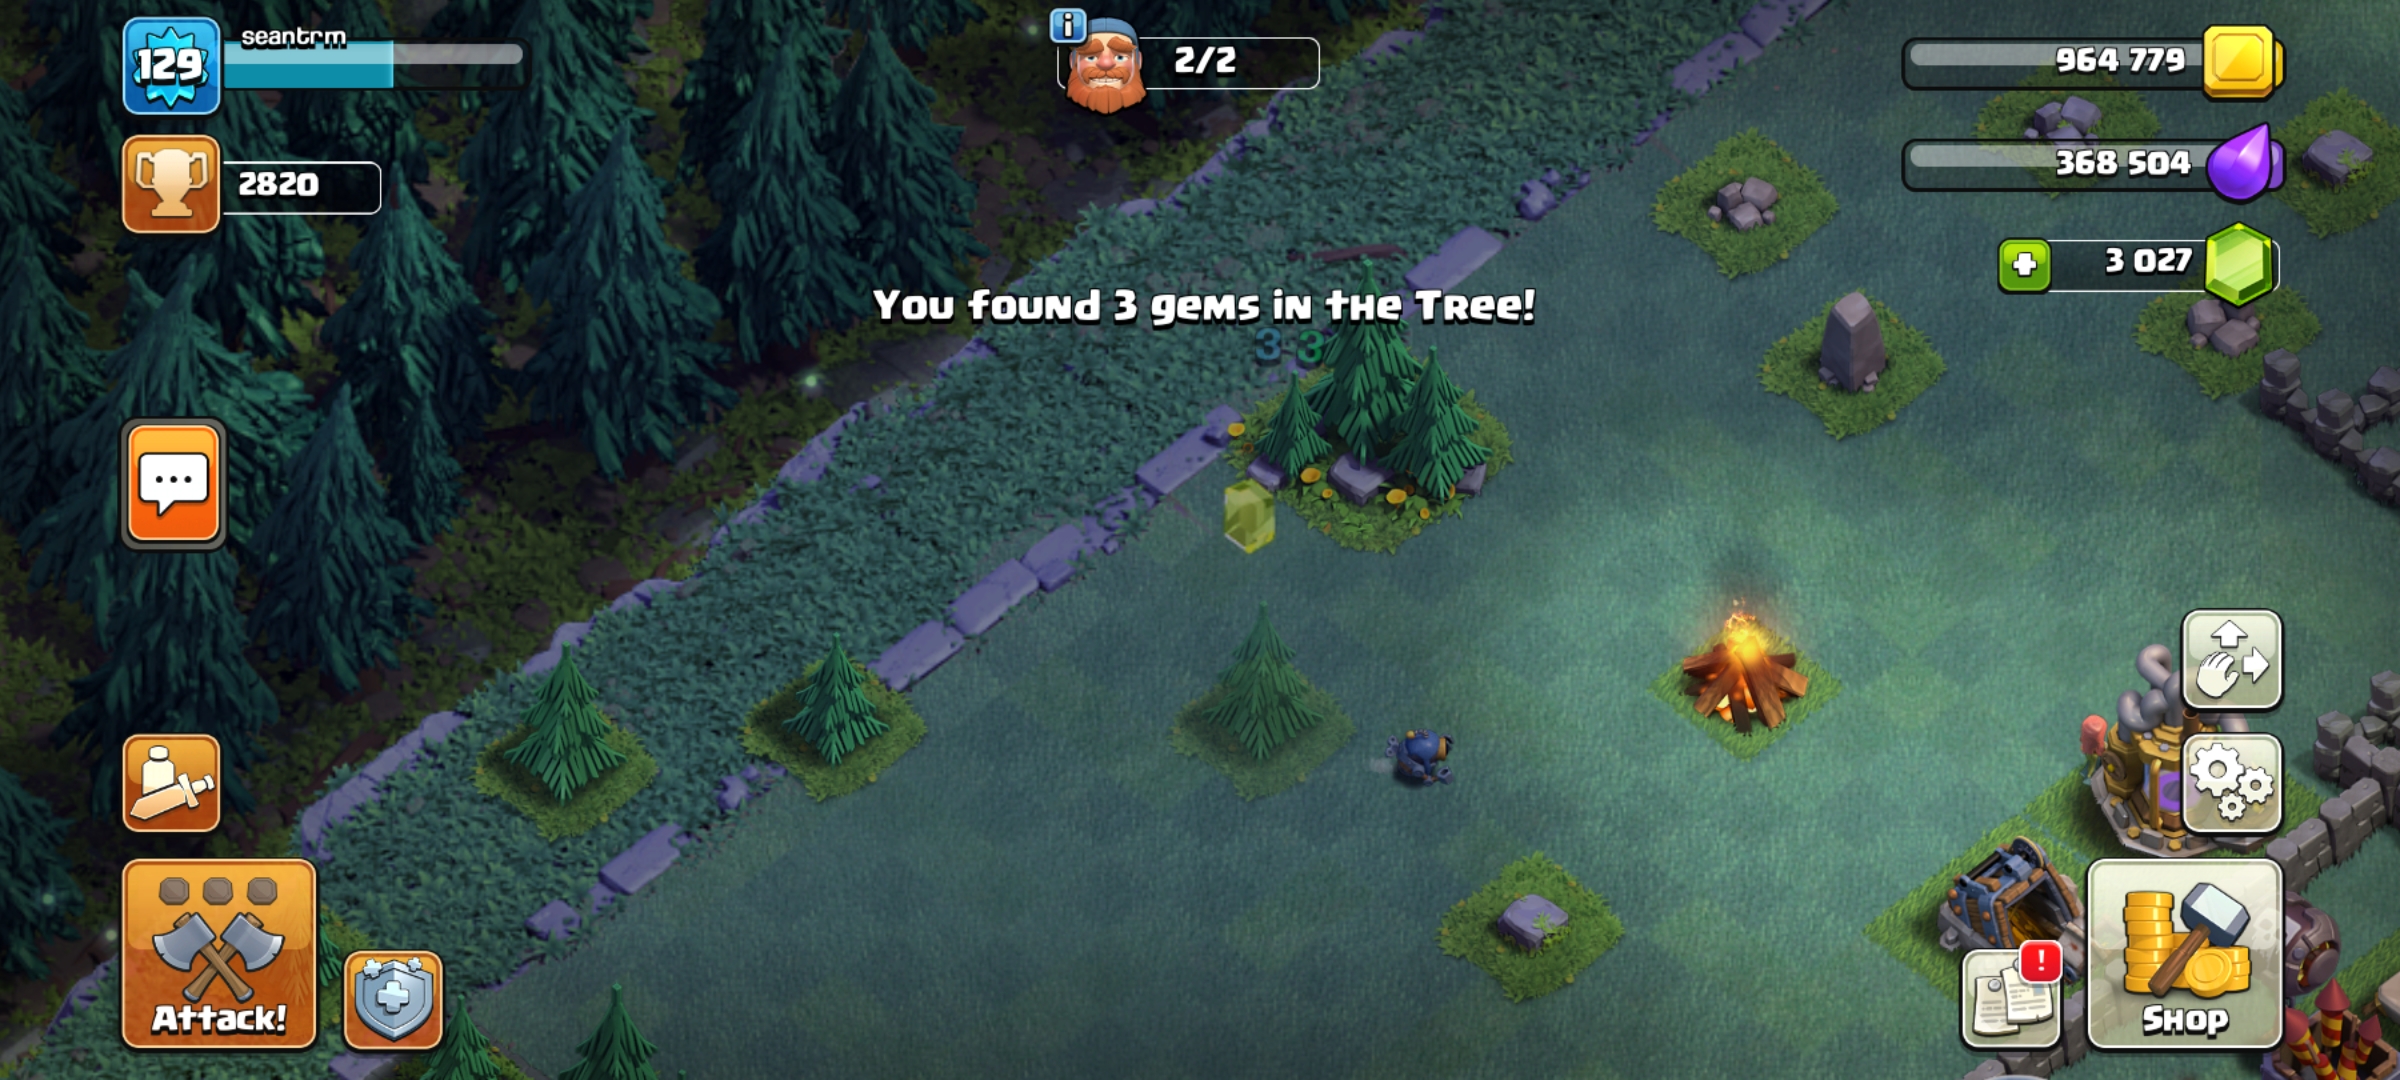 129
seantrm
2/2
964 779
2820
368 504
3 027
You found 3 gems in the Tree!
3 3
Attack!
Shop